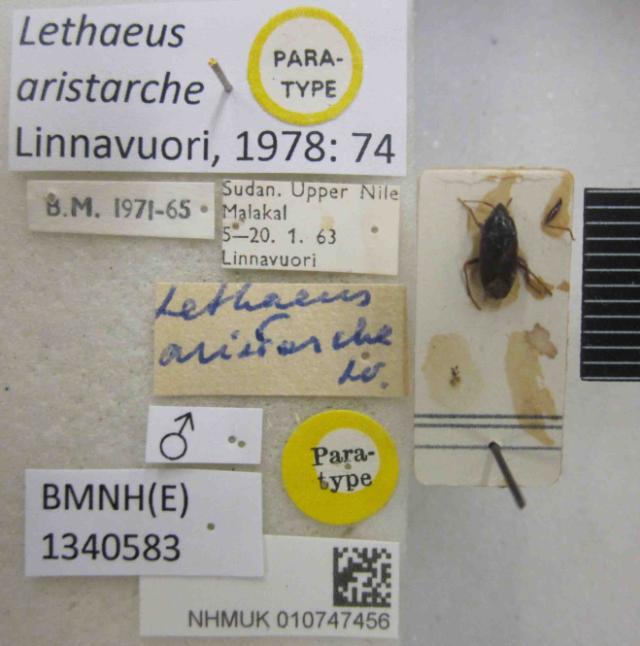 Lethaeus
aristarche
Linnavuori, 1978: 74
PARA-
TYPE
B.M. 1971-65
Sudan. Upper Nile
Malakal
5—20. 1. 63
Linnavuori
Lethaeus
aristarche
♂
Para-
type
BMNH(E)
1340583
NHMUK 010747456